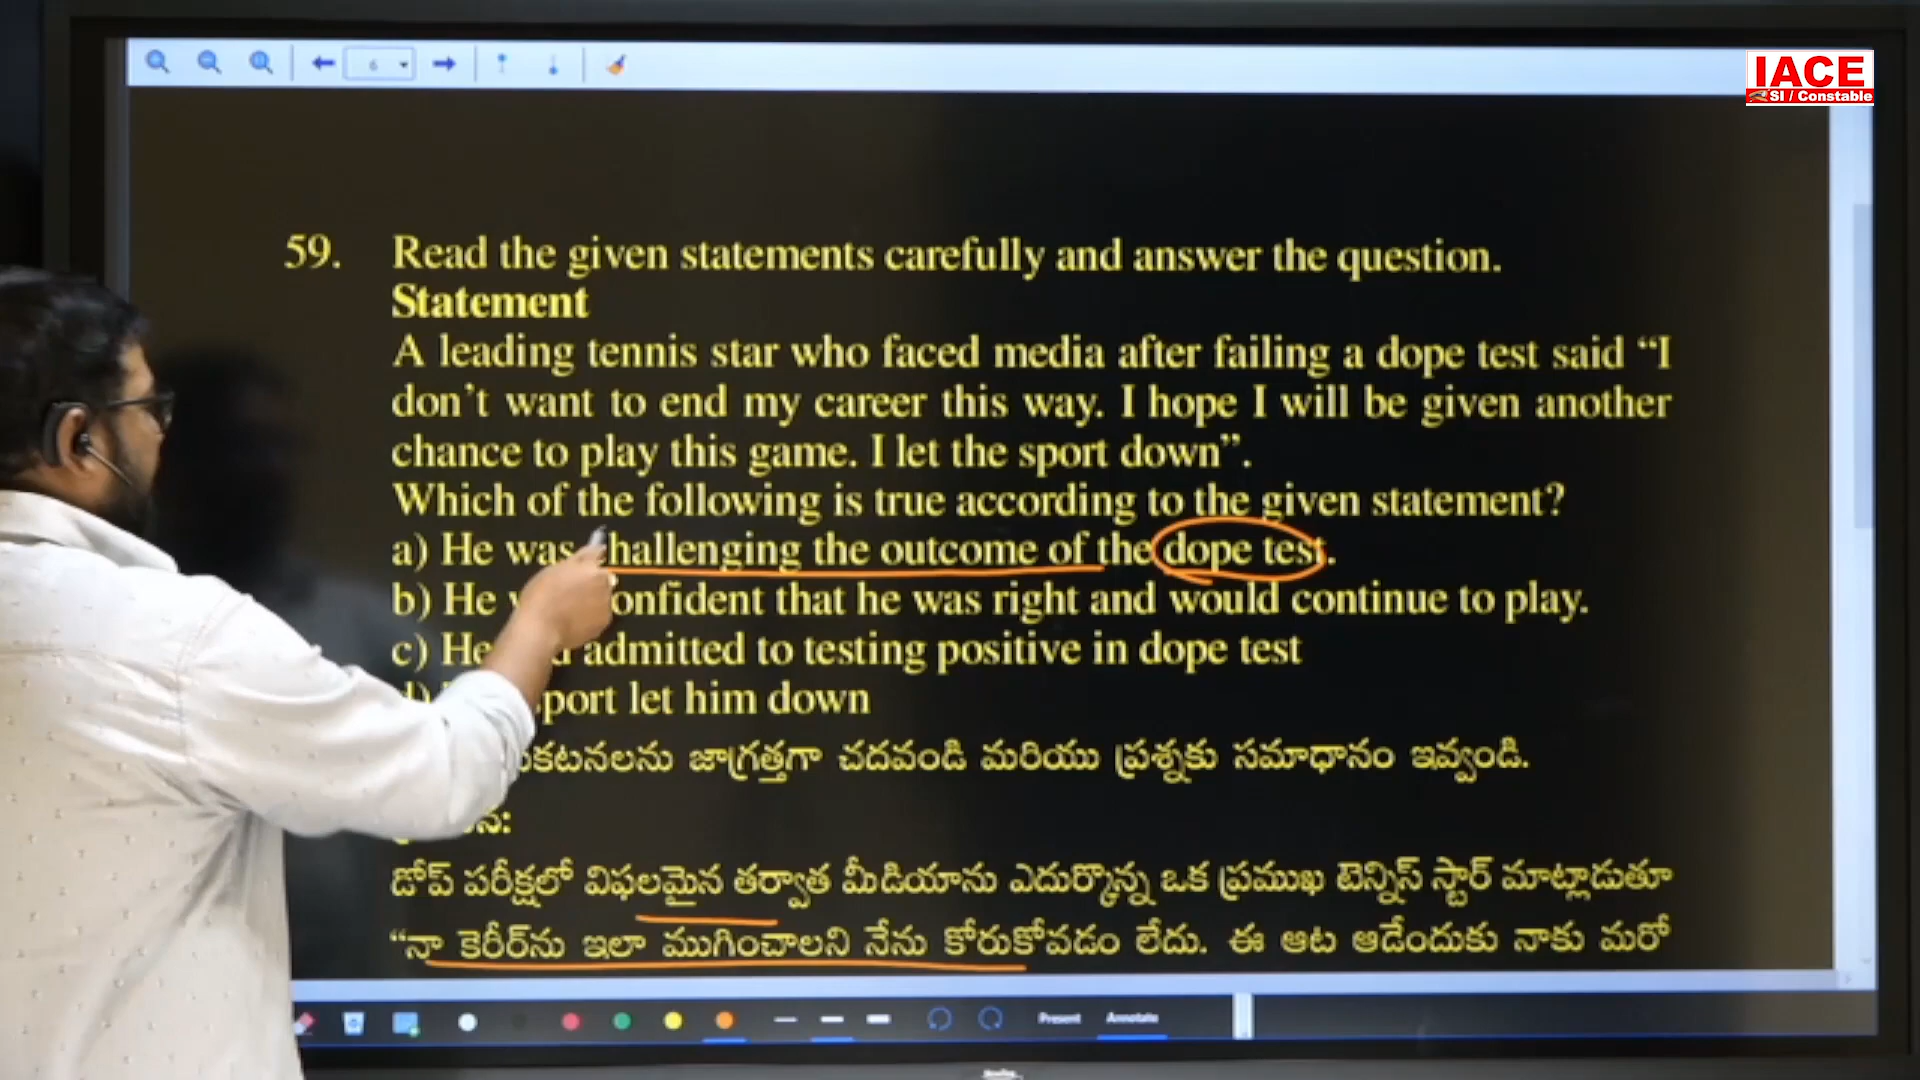 IACE
SI / Constable
6
59. Read the given statements carefully and answer the question.
Statement
A leading tennis star who faced media after failing a dope test said “I
don’t want to end my career this way. I hope I will be given another
chance to play this game. I let the sport down”.
Which of the following is true according to the given statement?
a) He was challenging the outcome of the dope test.
b) He confident that he was right and would continue to play.
c) He admitted to testing positive in dope test
sport let him down
జాగ్రత్తగా చదవండి మరియు ప్రశ్నకు సమాధానం ఇవ్వండి.
డోప్ పరీక్షలో విఫలమైన తర్వాత మీడియాను ఎదుర్కొన్న ఒక ప్రముఖ టెన్నిస్ స్టార్ మాట్లాడుతూ
“నా కెరీర్‌ను ఇలా ముగించాలని నేను కోరుకోవడం లేదు. ఈ ఆట ఆడేందుకు నాకు మరో
Present Annotate